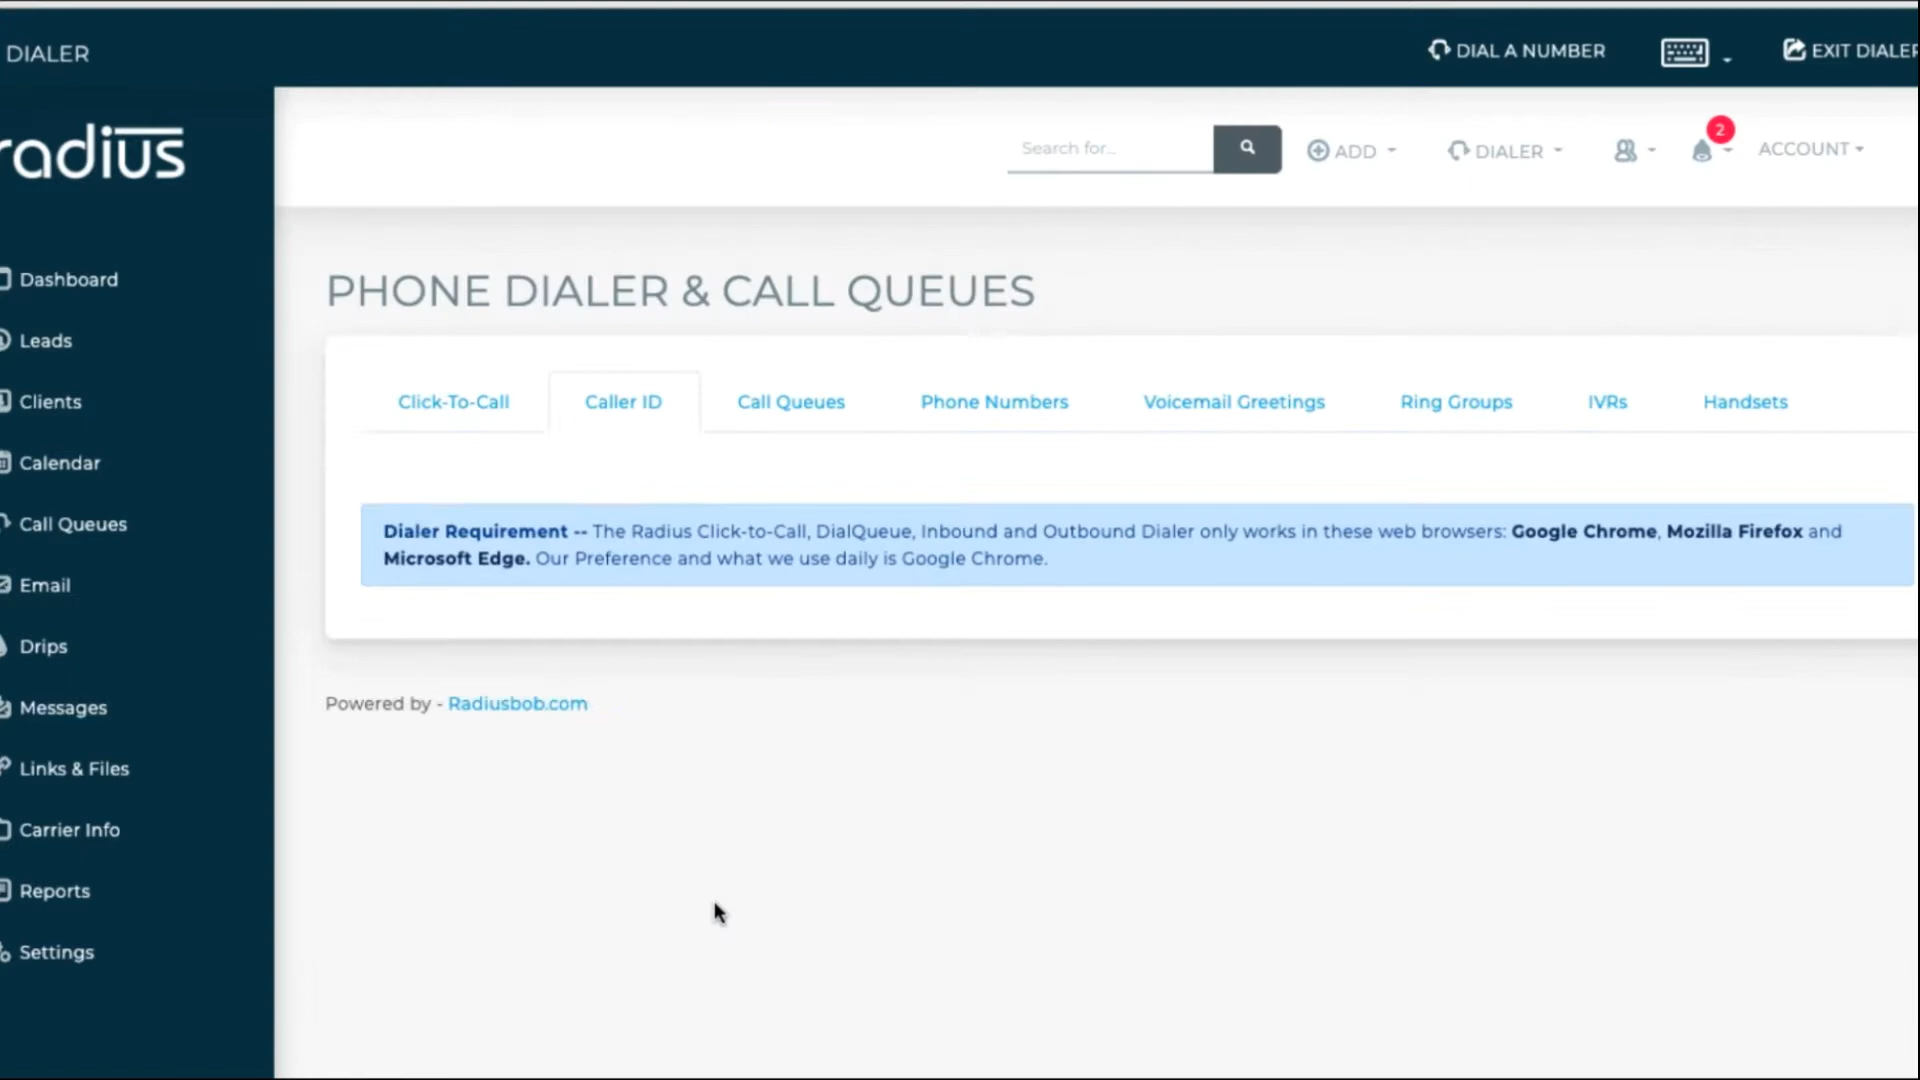 DIALER
DIAL A NUMBER
EXIT DIALER
radius
Search for...
ADD
DIALER
2
ACCOUNT
Dashboard
Leads
Clients
Calendar
Call Queues
Email
Drips
Messages
Links & Files
Carrier Info
Reports
Settings
PHONE DIALER & CALL QUEUES
Click-To-Call
Caller ID
Call Queues
Phone Numbers
Voicemail Greetings
Ring Groups
IVRs
Handsets
Dialer Requirement -- The Radius Click-to-Call, DialQueue, Inbound and Outbound Dialer only works in these web browsers: Google Chrome, Mozilla Firefox and
Microsoft Edge. Our Preference and what we use daily is Google Chrome.
Powered by - Radiusbob.com